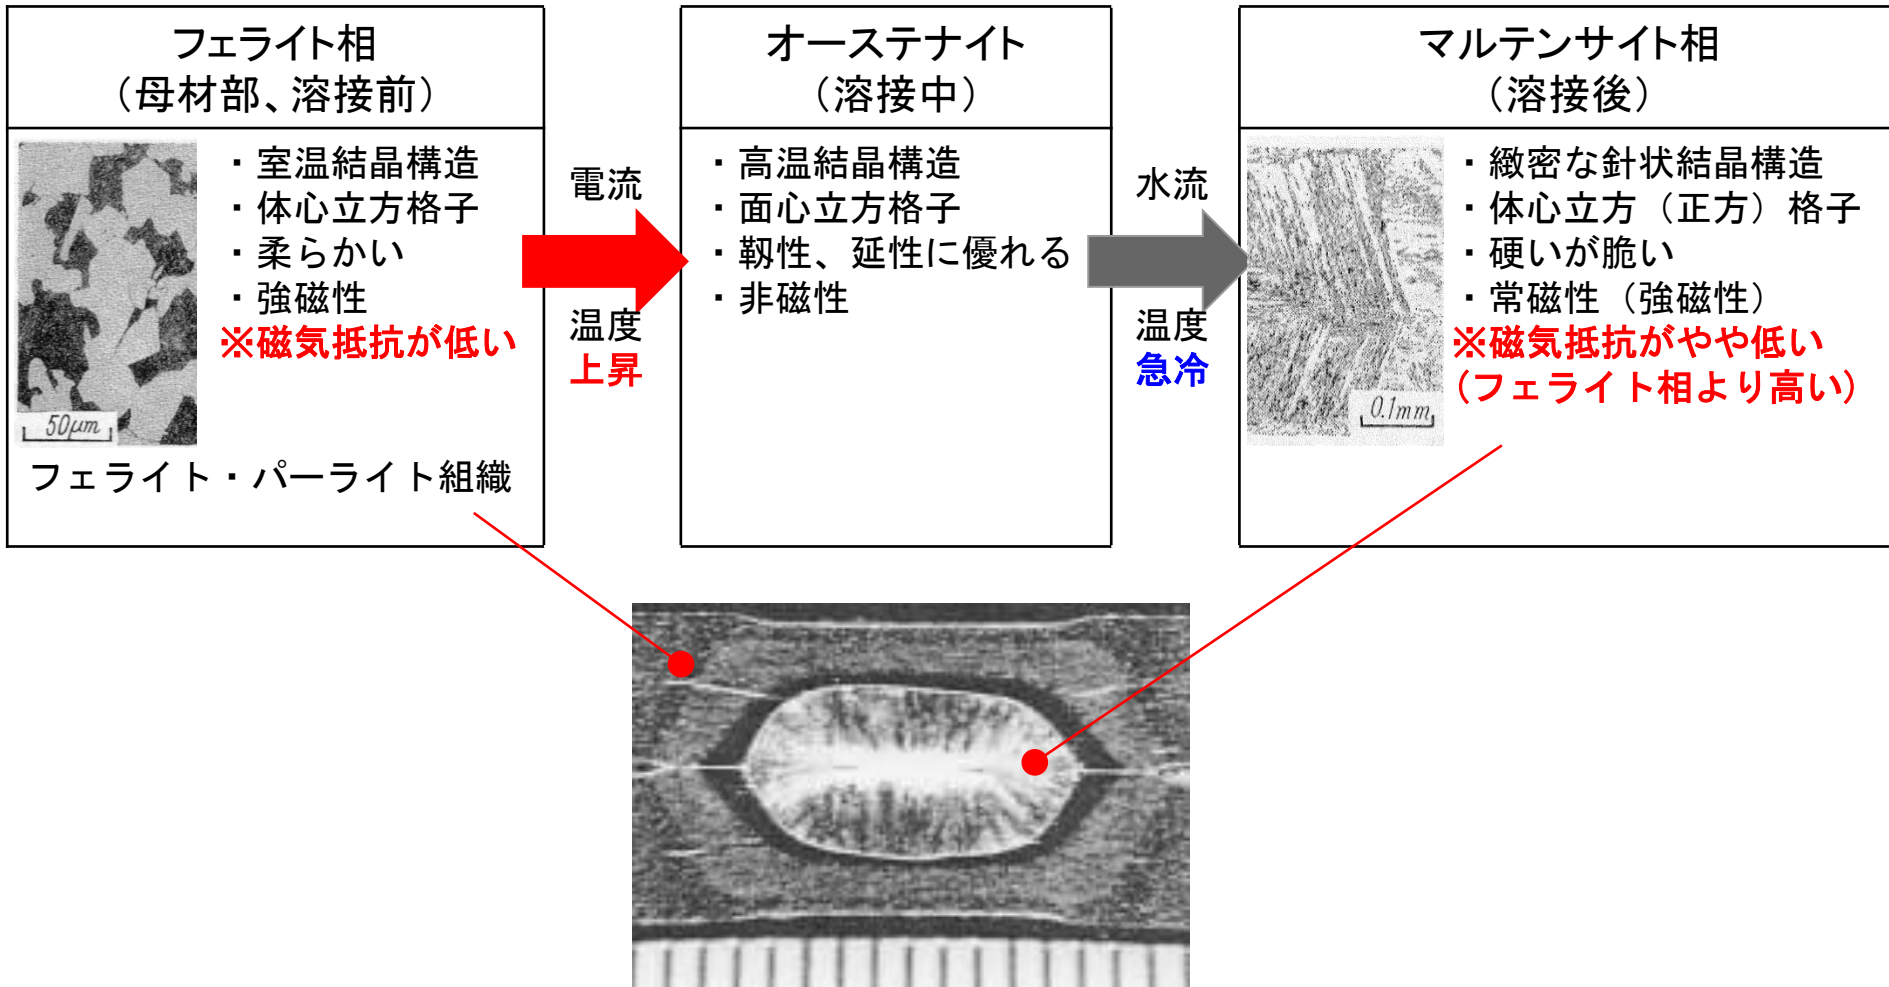 フェライト相
（母材部、溶接前）
・室温結晶構造
・体心立方格子
・柔らかい
・強磁性
※磁気抵抗が低い
50μm
フェライト・パーライト組織
電流
温度
上昇
オーステナイト
（溶接中）
・高温結晶構造
・面心立方格子
・靱性、延性に優れる
・非磁性
水流
温度
急冷
マルテンサイト相
（溶接後）
・緻密な針状結晶構造
・体心立方（正方）格子
・硬いが脆い
・常磁性（強磁性）
※磁気抵抗がやや低い
(フェライト相より高い)
0.1mm